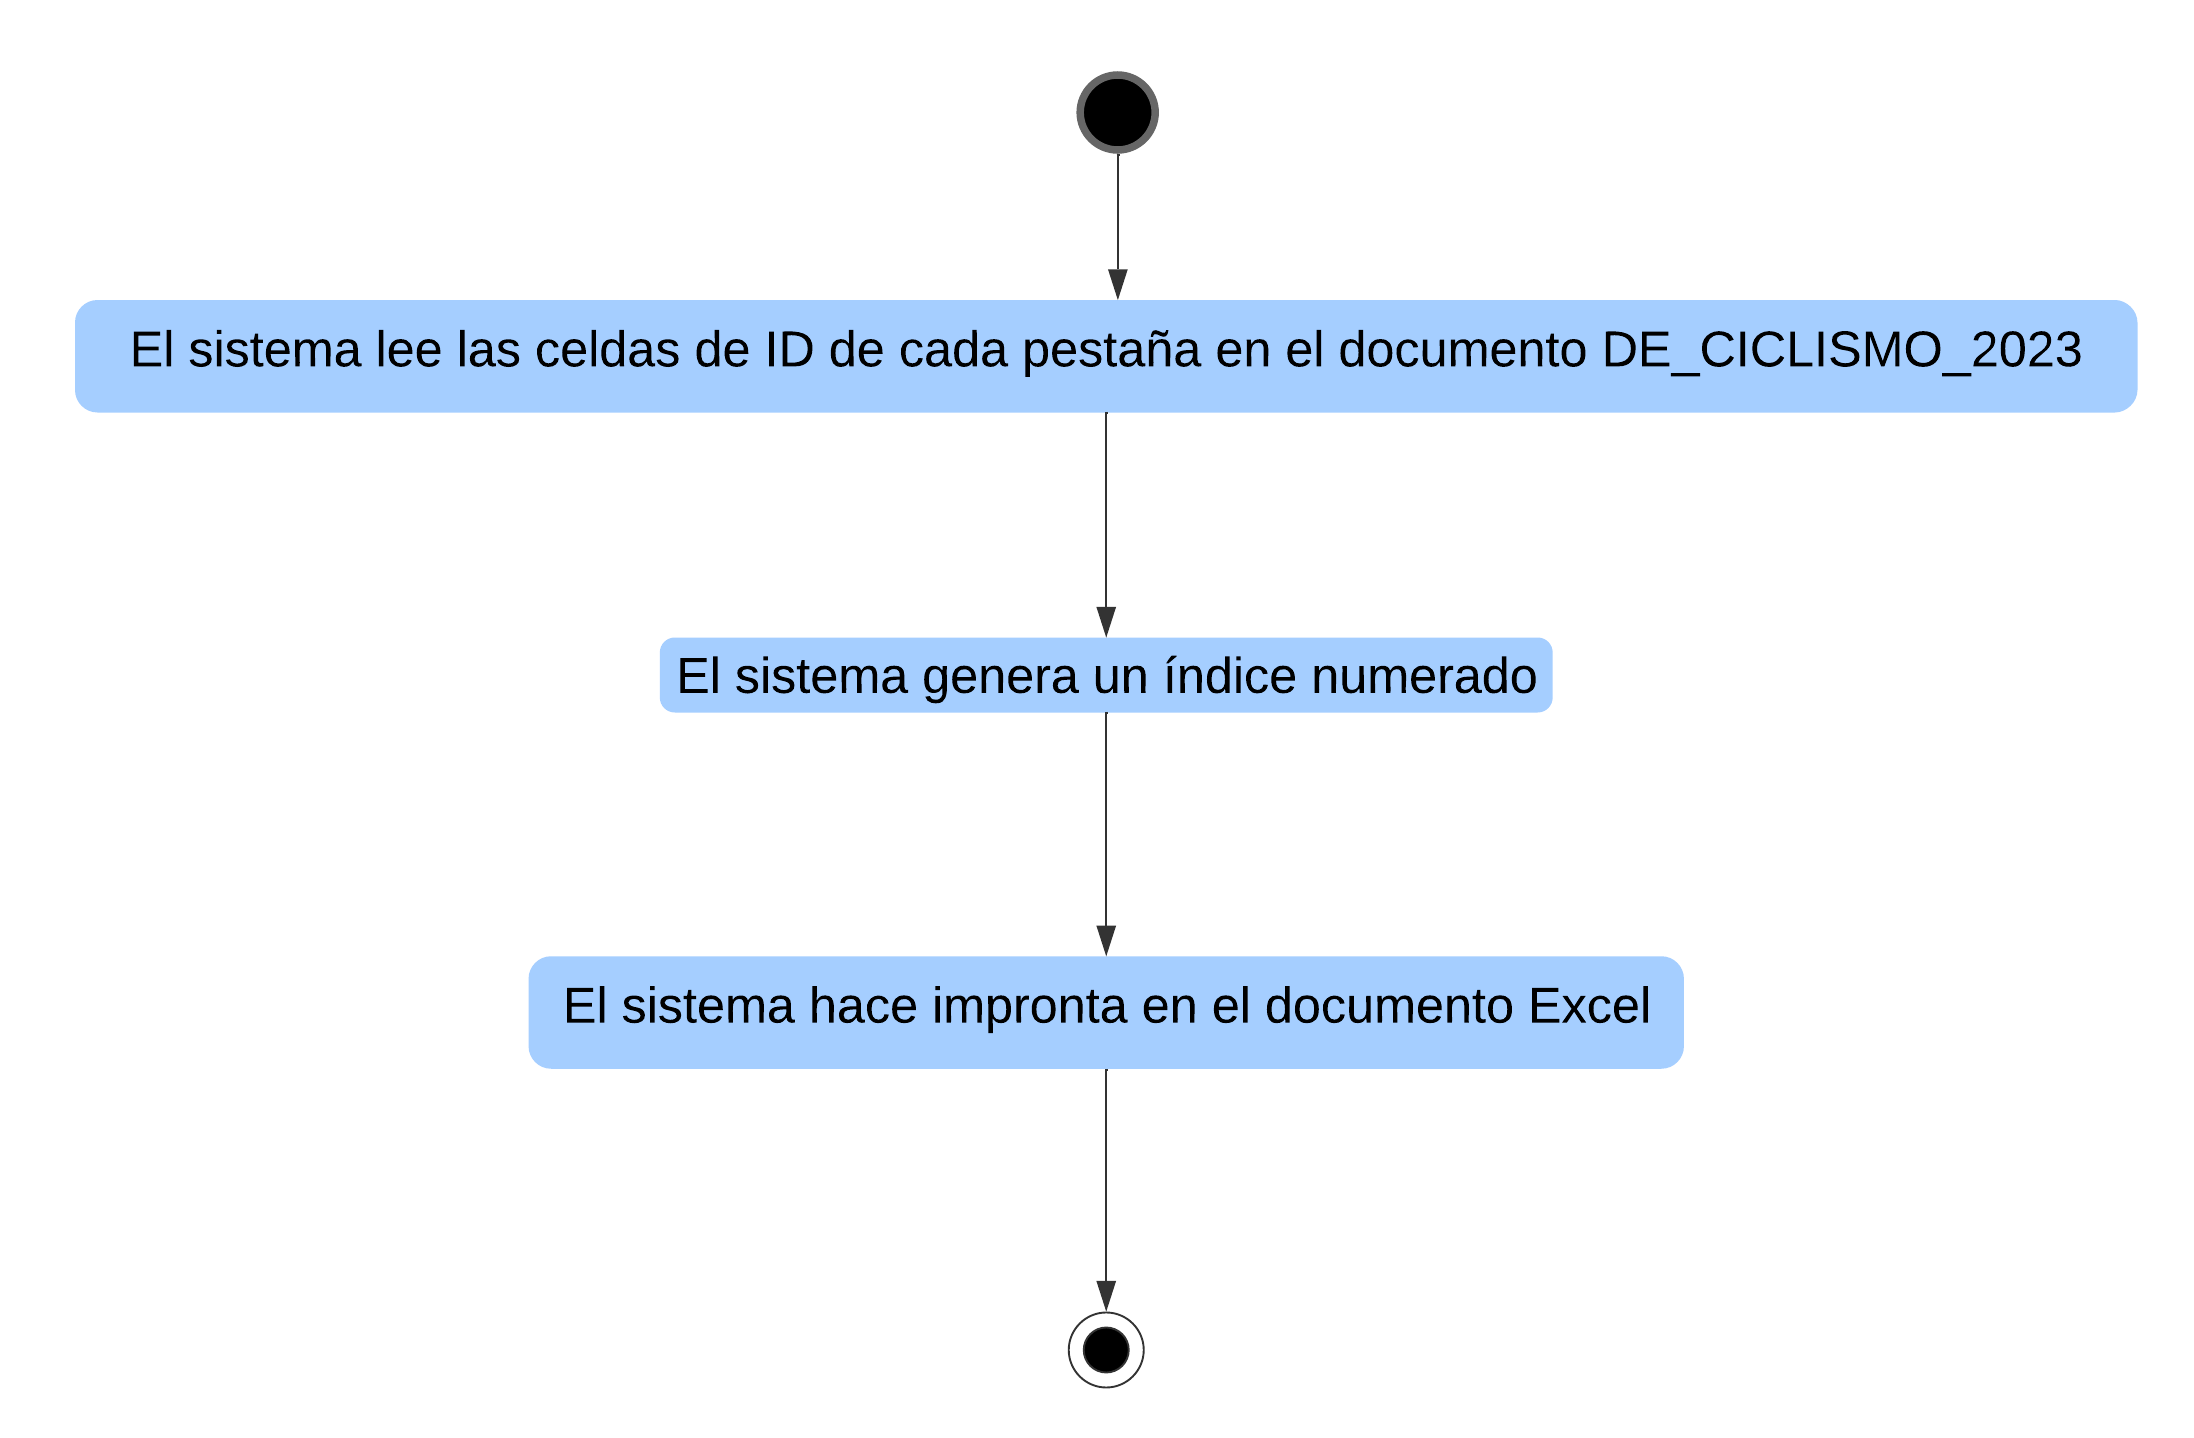 El sistema lee las celdas de ID de cada pestaña en el documento DE_CICLISMO_2023
El sistema genera un índice numerado
El sistema hace impronta en el documento Excel